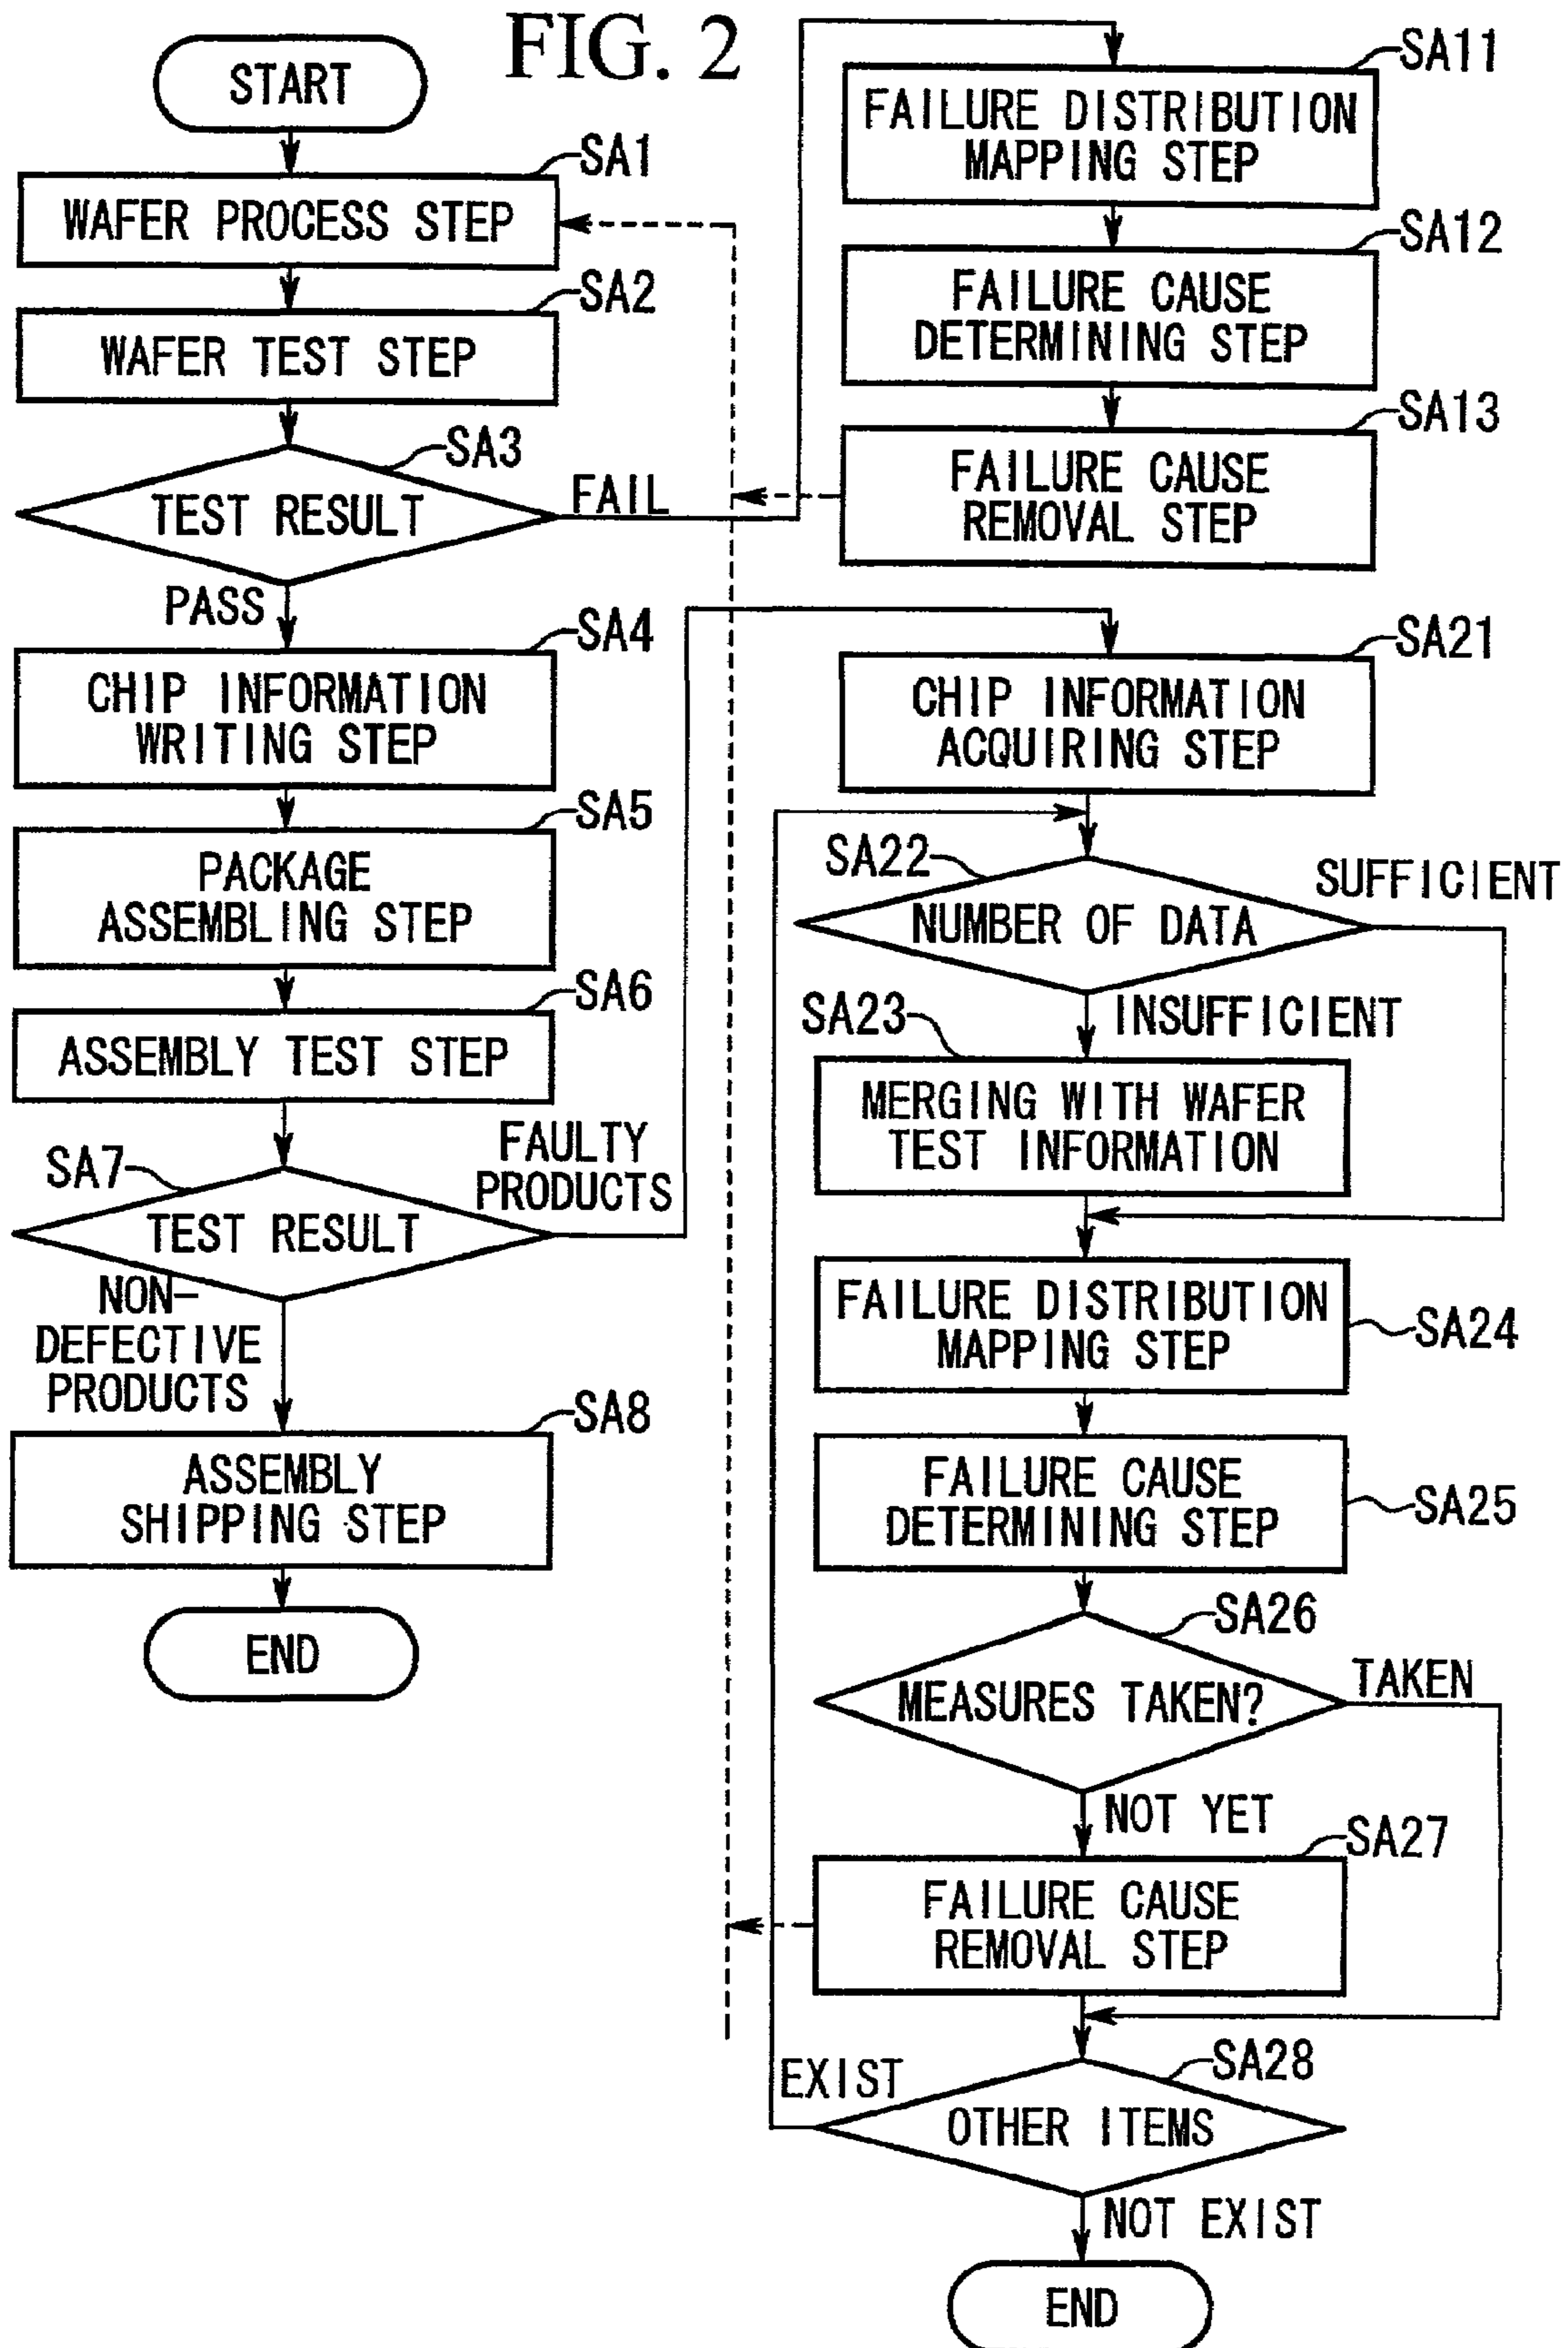 FIG. 2
START
SA1
WAFER PROCESS STEP
SA2
WAFER TEST STEP
SA3
TEST RESULT
FAIL
PASS
SA4
CHIP INFORMATION
WRITING STEP
SA5
PACKAGE
ASSEMBLING STEP
SA6
ASSEMBLY TEST STEP
SA7
TEST RESULT
FAULTY
PRODUCTS
NON-
DEFECTIVE
PRODUCTS
SA8
ASSEMBLY
SHIPPING STEP
END
SA11
FAILURE DISTRIBUTION
MAPPING STEP
SA12
FAILURE CAUSE
DETERMINING STEP
SA13
FAILURE CAUSE
REMOVAL STEP
SA21
CHIP INFORMATION
ACQUIRING STEP
SA22
NUMBER OF DATA
SUFFICIENT
INSUFFICIENT
SA23
MERGING WITH WAFER
TEST INFORMATION
FAILURE DISTRIBUTION
MAPPING STEP
SA24
FAILURE CAUSE
DETERMINING STEP
SA25
SA26
MEASURES TAKEN?
TAKEN
NOT YET
SA27
FAILURE CAUSE
REMOVAL STEP
SA28
EXIST
OTHER ITEMS
NOT EXIST
END